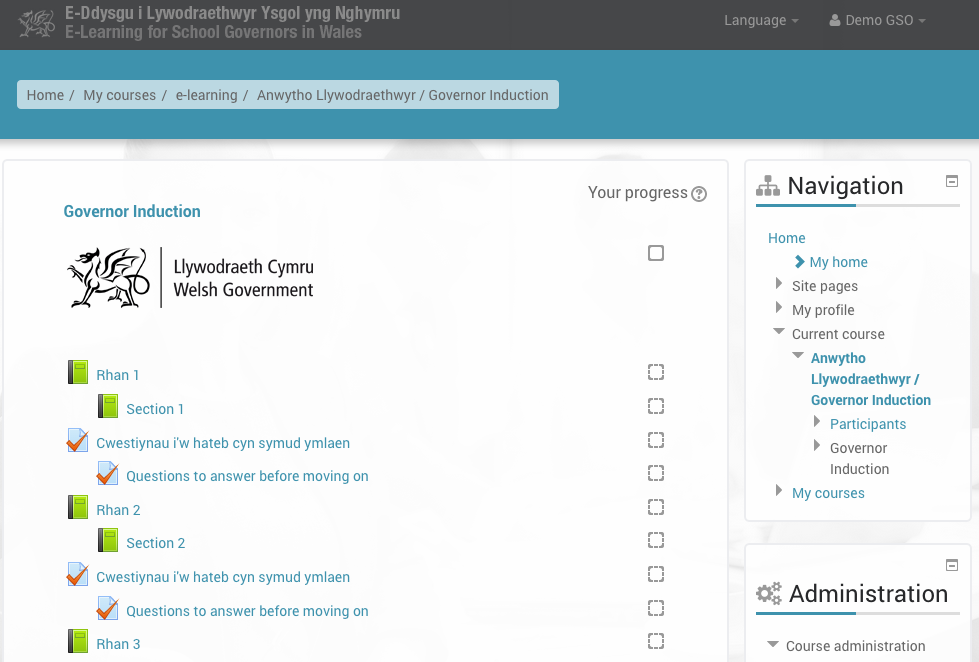 E-Ddysgu i Lywodraethwyr Ysgol yng Nghymru
E-Learning for School Governors in Wales
Language
Demo GSO
Home / My courses / e-learning / Anwytho Llywodraethwyr / Governor Induction
Your progress
Governor Induction
Llywodraeth Cymru
Welsh Government
Rhan 1
Section 1
Cwestiynau i'w hateb cyn symud ymlaen
Questions to answer before moving on
Rhan 2
Section 2
Cwestiynau i'w hateb cyn symud ymlaen
Questions to answer before moving on
Rhan 3
Navigation
Home
My home
Site pages
My profile
Current course
Anwytho
Llywodraethwyr /
Governor Induction
Participants
Governor
Induction
My courses
Administration
Course administration